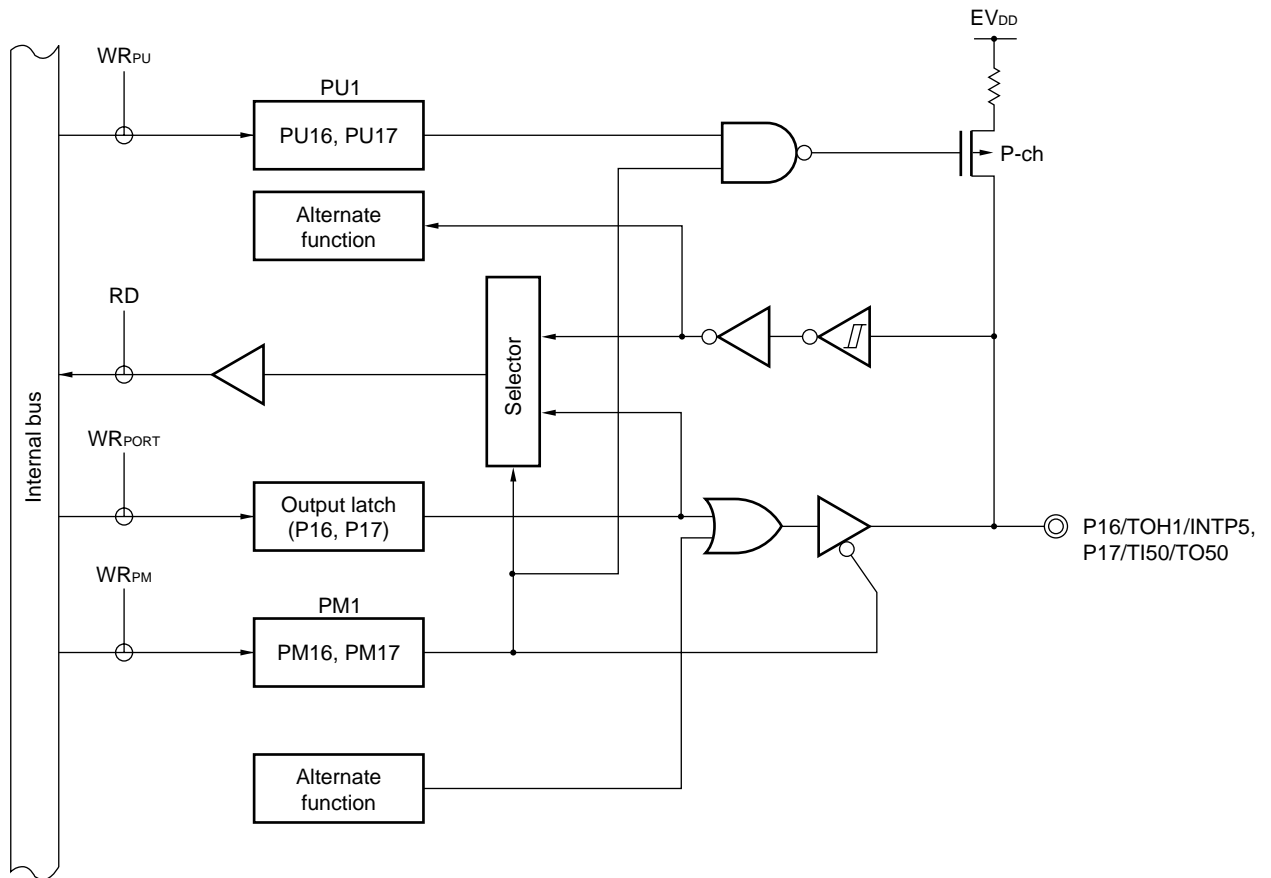 EVDD
WRPU
PU1
PU16, PU17
P-ch
Alternate
function
RD
Selector
Internal bus
WRPORT
Output latch
(P16, P17)
P16/TOH1/INTP5,
P17/TI50/TO50
WRPM
PM1
PM16, PM17
Alternate
function